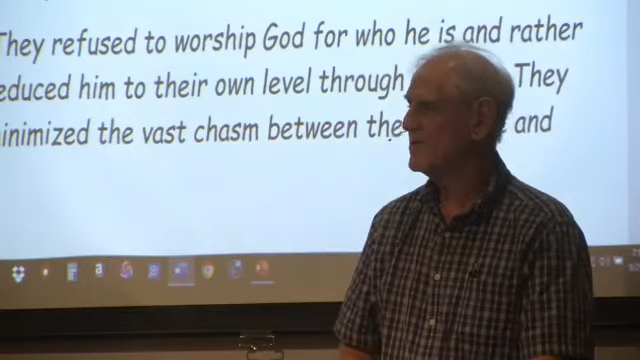 They refused to worship God for who he is and rather
educed him to their own level through They
inimized the vast chasm between the and